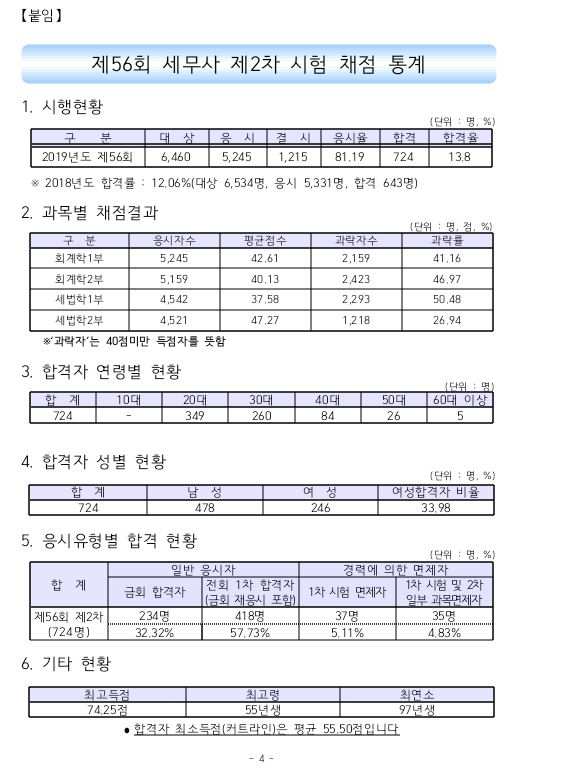 【붙임】
제56회 세무사 제2차 시험 채점 통계
1. 시행현황
(단위 : 명, %)
구 분 대 상 응 시 결 시 응시율 합격 합격율
2019년도 제56회 6,460 5,245 1,215 81.19 724 13.8
※ 2018년도 합격률 : 12.06%(대상 6,534명, 응시 5,331명, 합격 643명)
2. 과목별 채점결과
(단위 : 명, 점, %)
구 분 응시자수 평균점수 과락자수 과락률
회계학1부 5,245 42.61 2,159 41.16
회계학2부 5,159 40.13 2,423 46.97
세법학1부 4,542 37.58 2,293 50.48
세법학2부 4,521 47.27 1,218 26.94
※'과락자'는 40점미만 득점자를 뜻함
3. 합격자 연령별 현황
(단위 : 명)
합 계 10대 20대 30대 40대 50대 60대 이상
724 - 349 260 84 26 5
4. 합격자 성별 현황
(단위 : 명, %)
합 계 남 성 여 성 여성합격자 비율
724 478 246 33.98
5. 응시유형별 합격 현황
(단위 : 명, %)
합 계 일반 응시자 경력에 의한 면제자
금회 합격자 전회 1차 합격자 1차 시험 면제자 1차 시험 및 2차
(금회 재응시 포함) 일부 과목면제자
제56회 제2차 234명 418명 37명 35명
(724명) 32.32% 57.73% 5.11% 4.83%
6. 기타 현황
최고득점 최고령 최연소
74.25점 55년생 97년생
● 합격자 최소득점(커트라인)은 평균 55.50점입니다
- 4 -